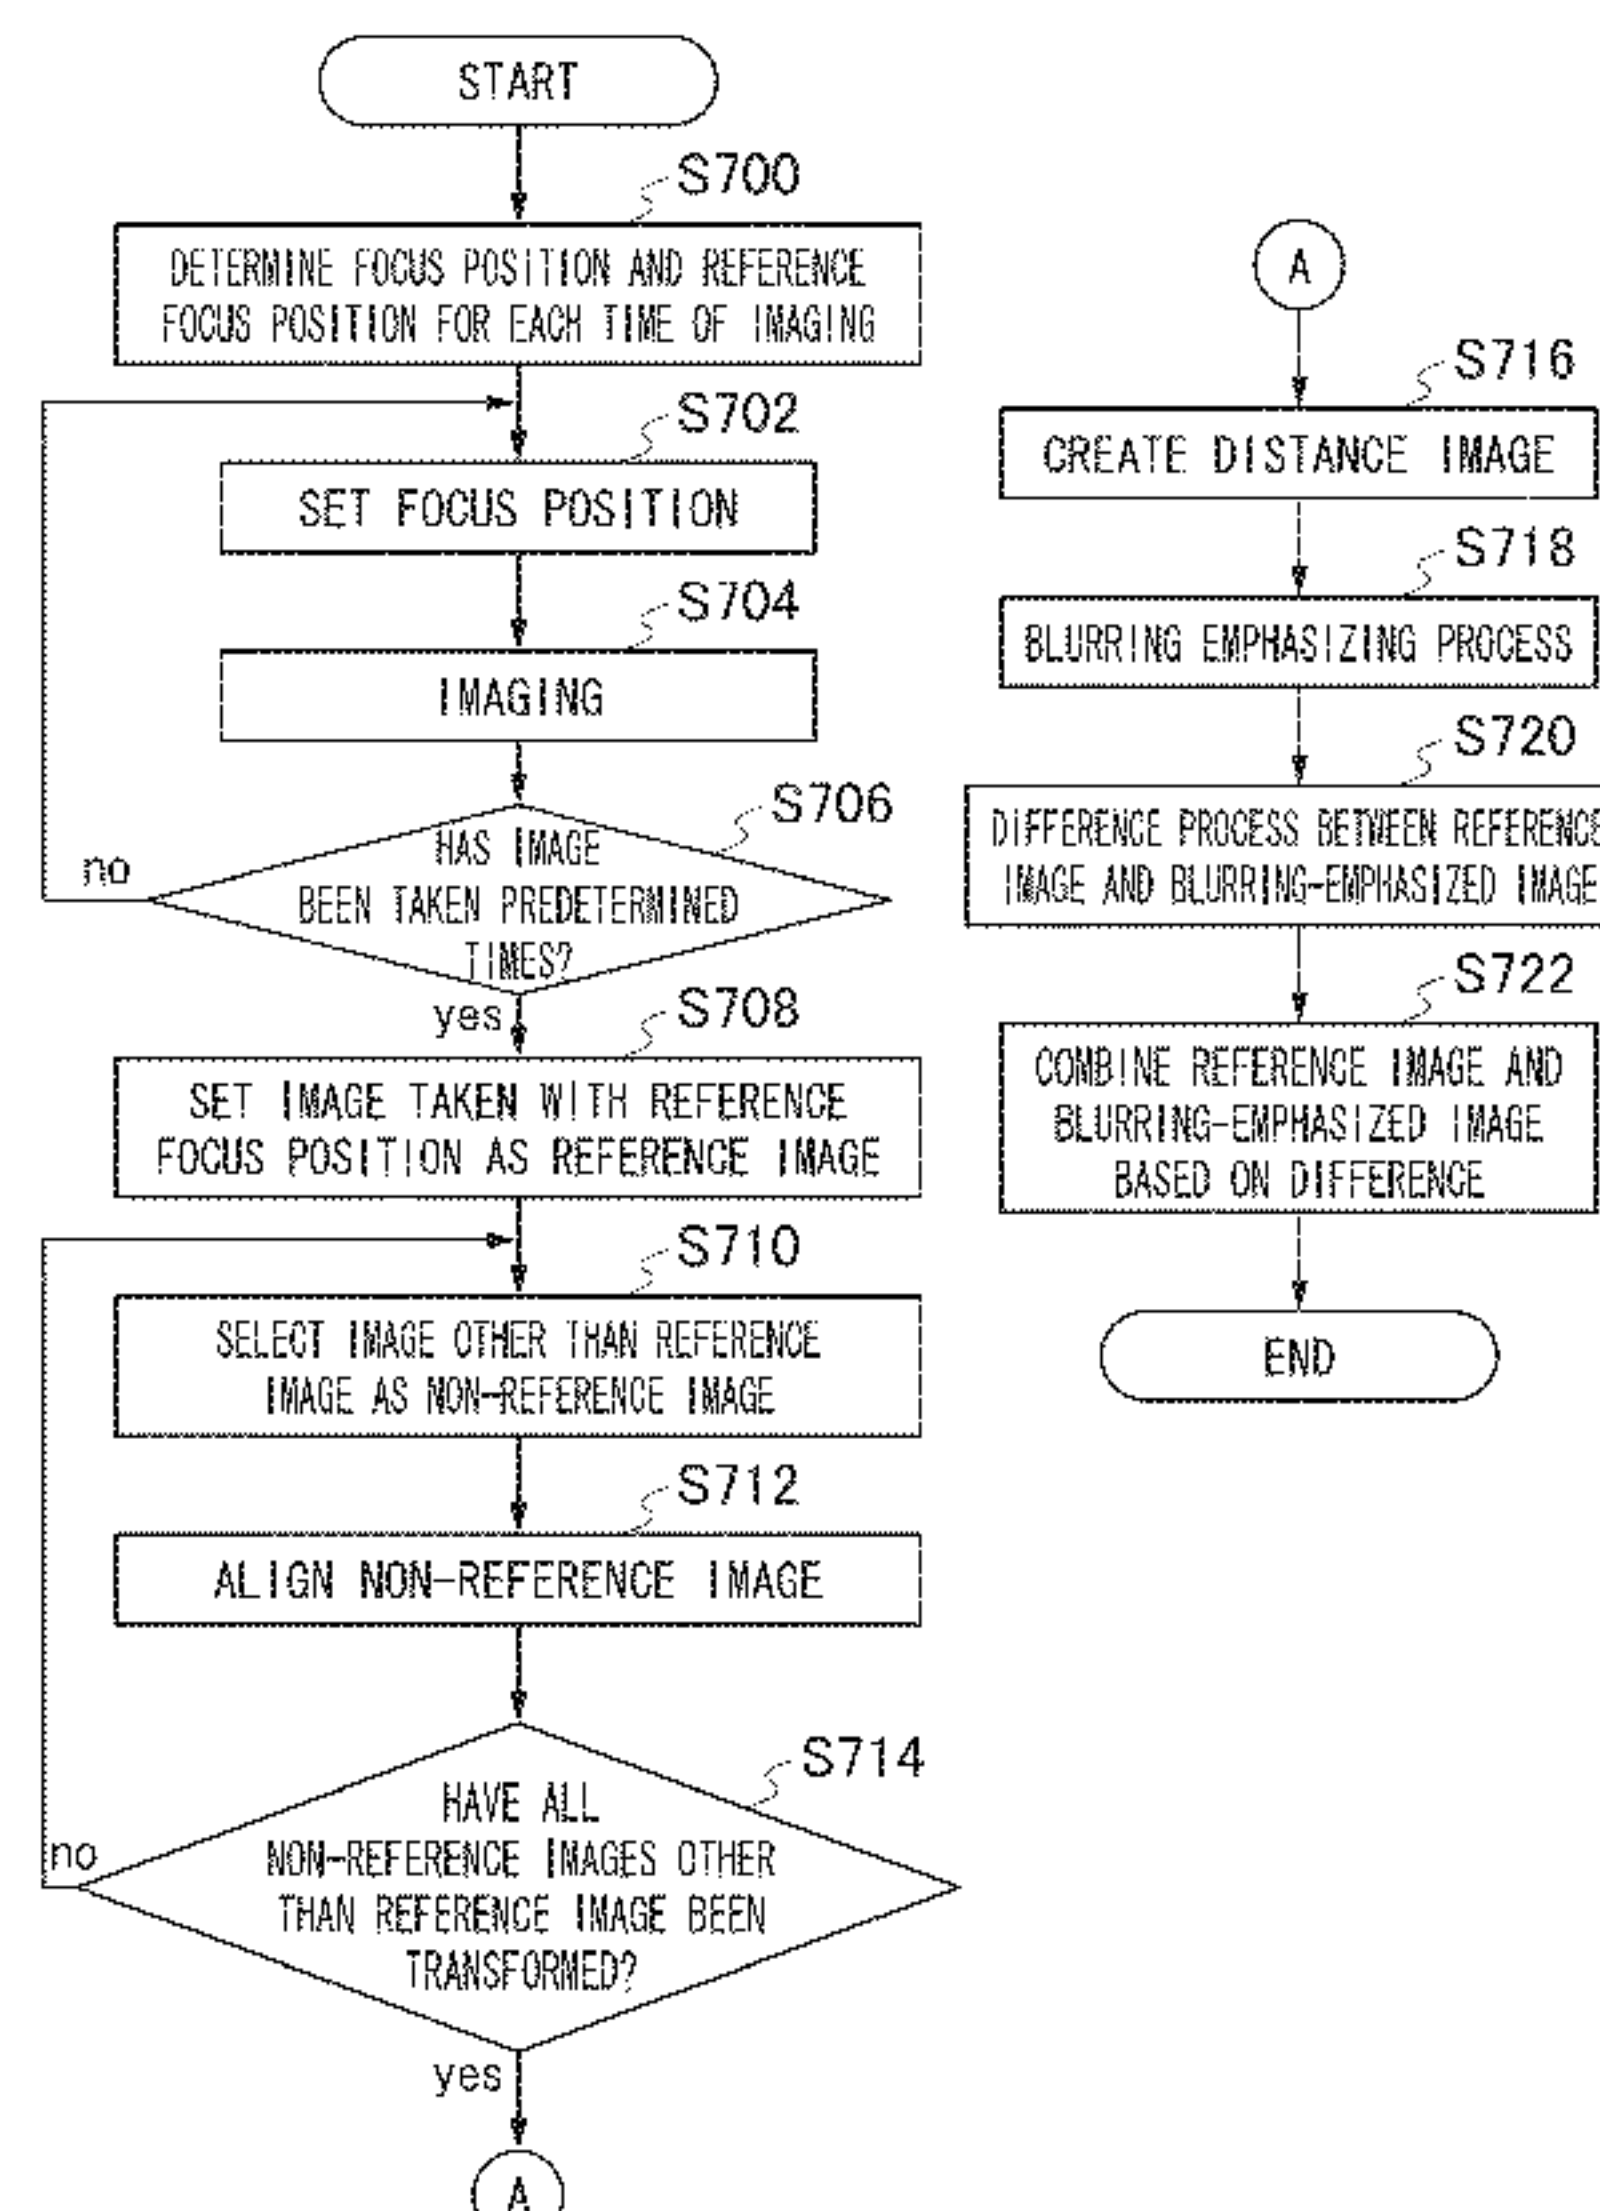 START
S700
DETERMINE FOCUS POSITION AND REFERENCE
FOCUS POSITION FOR EACH TIME OF IMAGING
S702
SET FOCUS POSITION
S704
IMAGING
S706
HAS IMAGE
BEEN TAKEN PREDETERMINED
TIMES?
no
yes
S708
SET IMAGE TAKEN WITH REFERENCE
FOCUS POSITION AS REFERENCE IMAGE
S710
SELECT IMAGE OTHER THAN REFERENCE
IMAGE AS NON-REFERENCE IMAGE
S712
ALIGN NON-REFERENCE IMAGE
S714
HAVE ALL
NON-REFERENCE IMAGES OTHER
THAN REFERENCE IMAGE BEEN
TRANSFORMED?
no
yes
A
A
S716
CREATE DISTANCE IMAGE
S718
BLURRING EMPHASIZING PROCESS
S720
DIFFERENCE PROCESS BETWEEN REFERENCE
IMAGE AND BLURRING-EMPHASIZED IMAGE
S722
COMBINE REFERENCE IMAGE AND
BLURRING-EMPHASIZED IMAGE
BASED ON DIFFERENCE
END